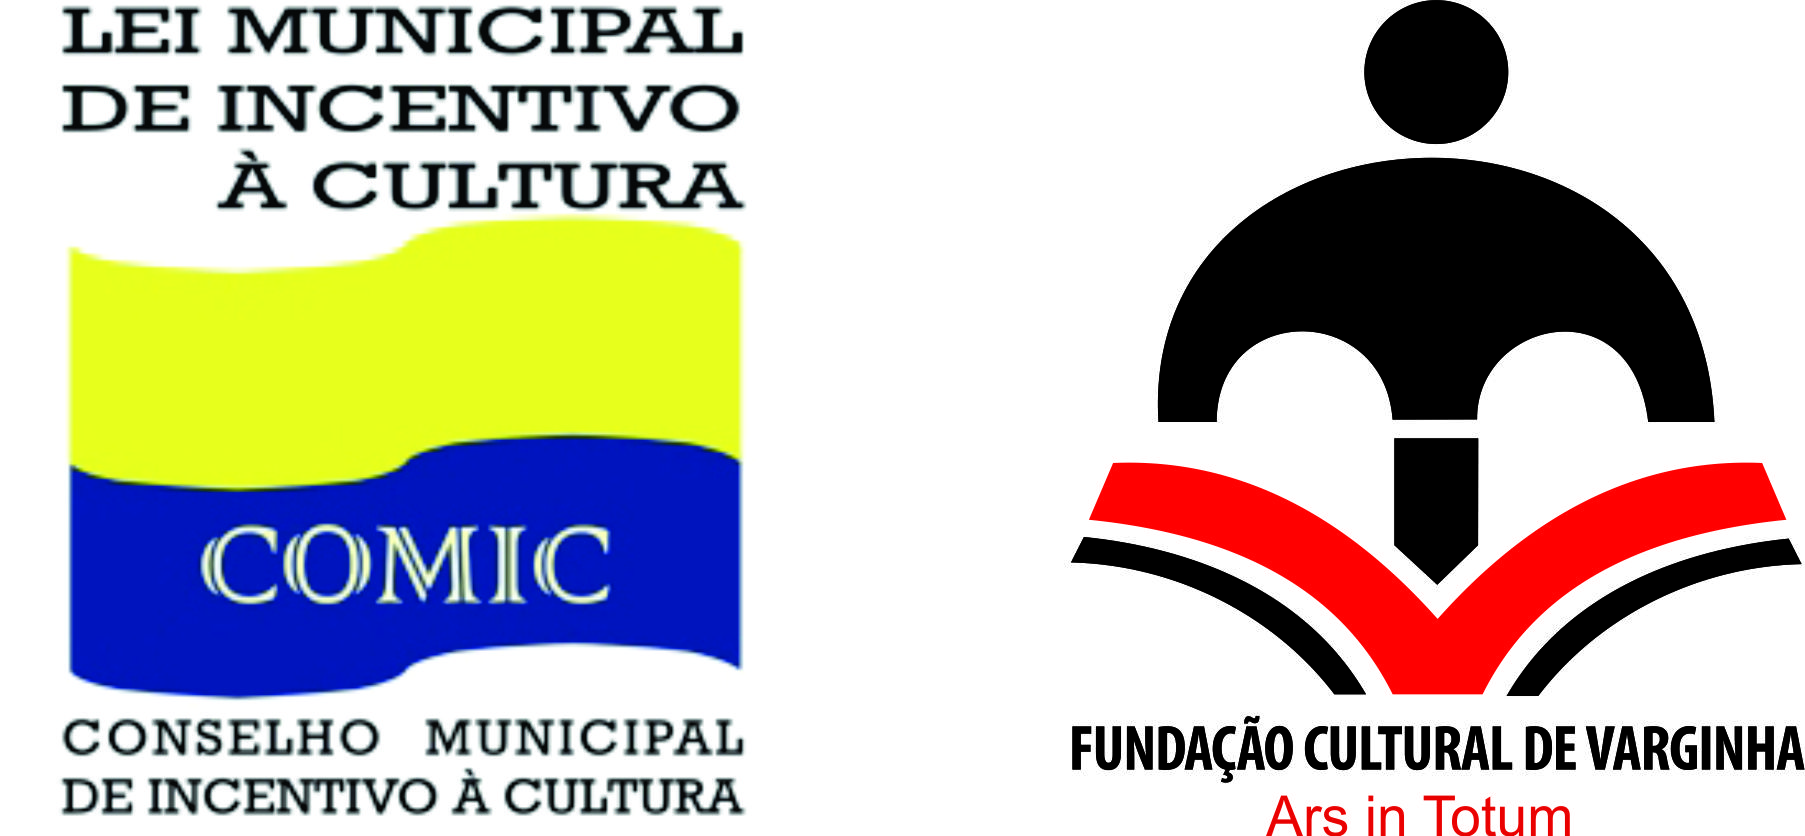 LEI MUNICIPAL
DE INCENTIVO
À CULTURA
COMIC
CONSELHO MUNICIPAL
DE INCENTIVO À CULTURA
FUNDAÇÃO CULTURAL DE VARGINHA
Ars in Totum